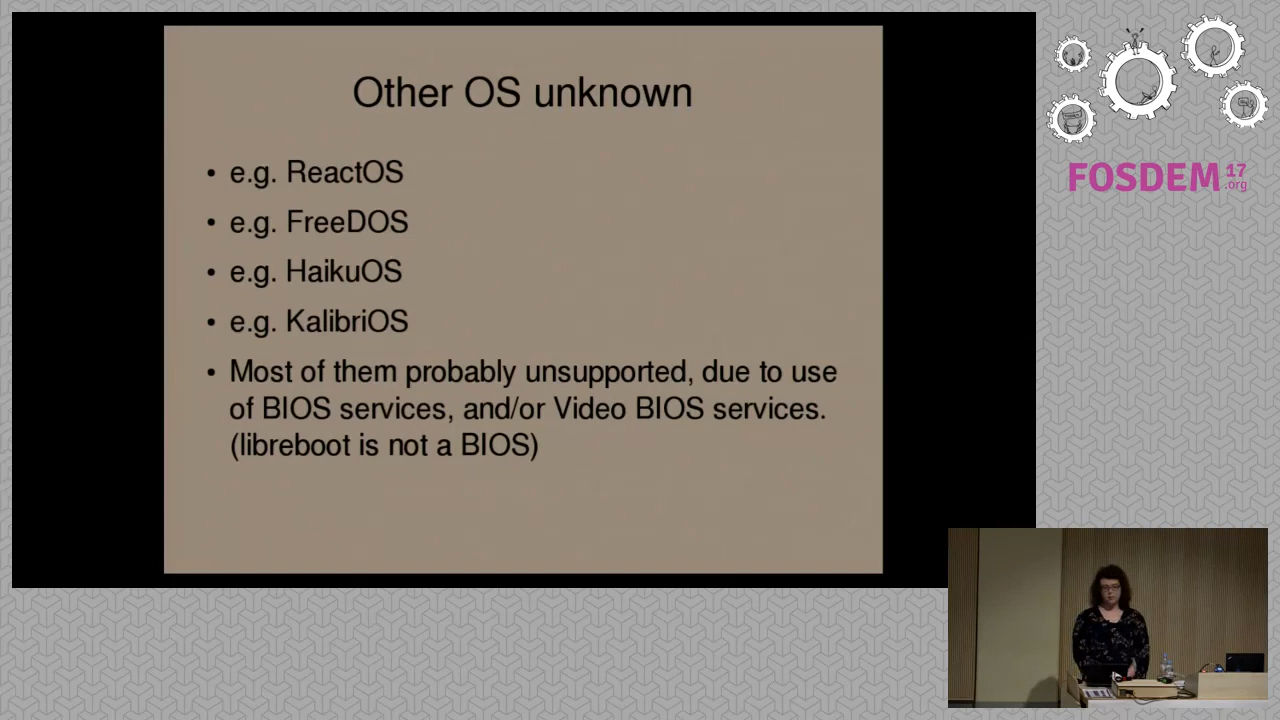 Other OS unknown
• e.g. ReactOS
• e.g. FreeDOS
• e.g. HaikuOS
• e.g. KalibriOS
• Most of them probably unsupported, due to use
of BIOS services, and/or Video BIOS services.
(libreboot is not a BIOS)
FOSDEM 17
.org